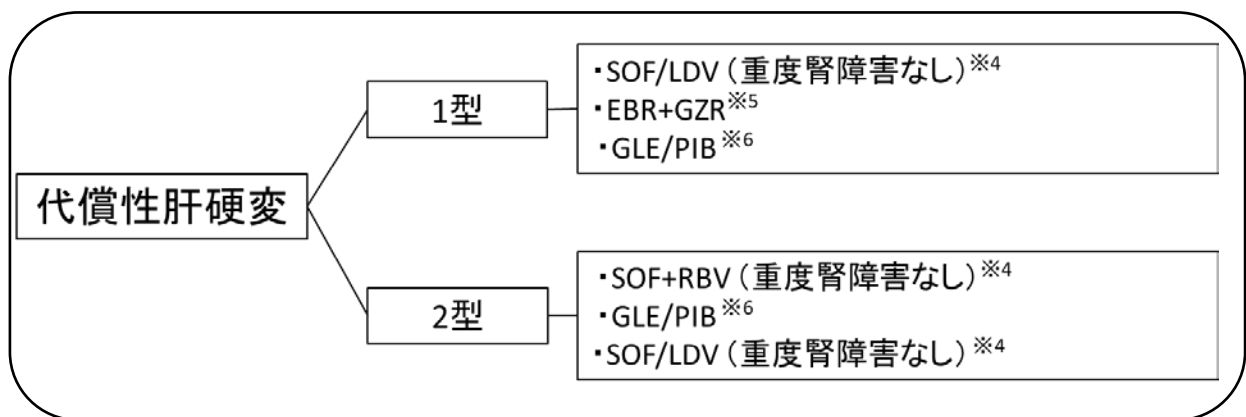 代償性肝硬変
1型
・SOF/LDV（重度腎障害なし）※4
・EBR+GZR※5
・GLE/PIB※6
2型
・SOF+RBV（重度腎障害なし）※4
・GLE/PIB※6
・SOF/LDV（重度腎障害なし）※4